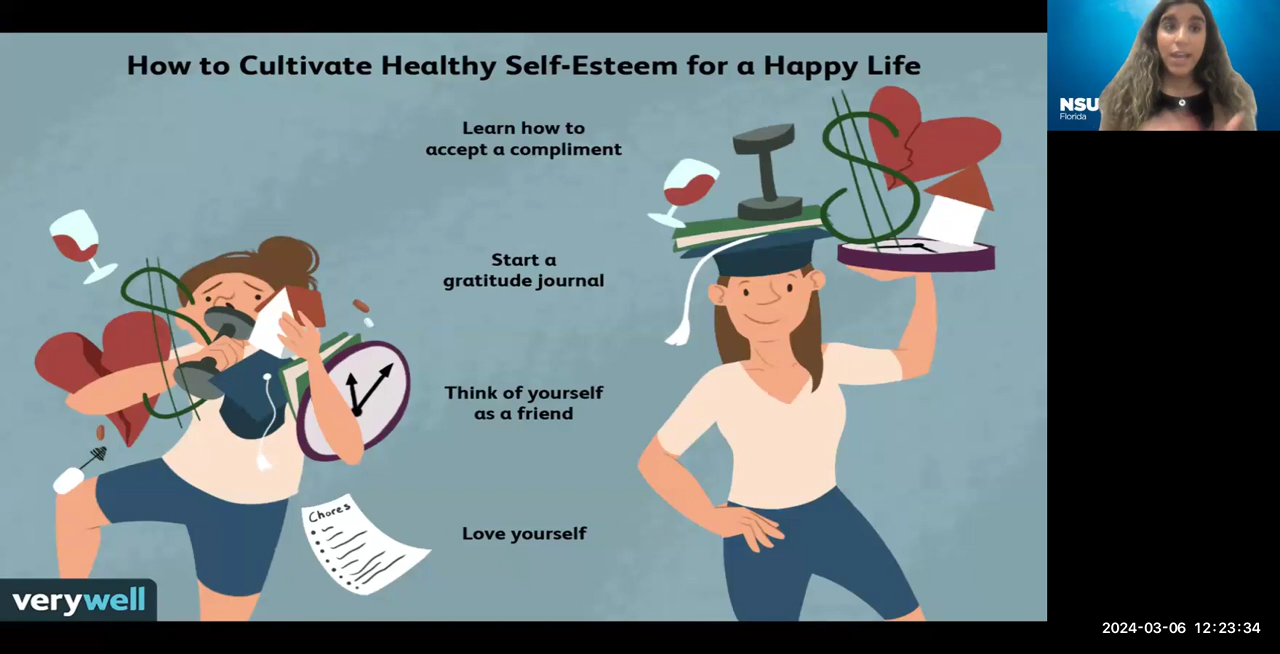 How to Cultivate Healthy Self-Esteem for a Happy Life
Learn how to
accept a compliment
Start a
gratitude journal
Think of yourself
as a friend
Love yourself
$
$
Chores
verywell
NSU
Florida
2024-03-06 12:23:34